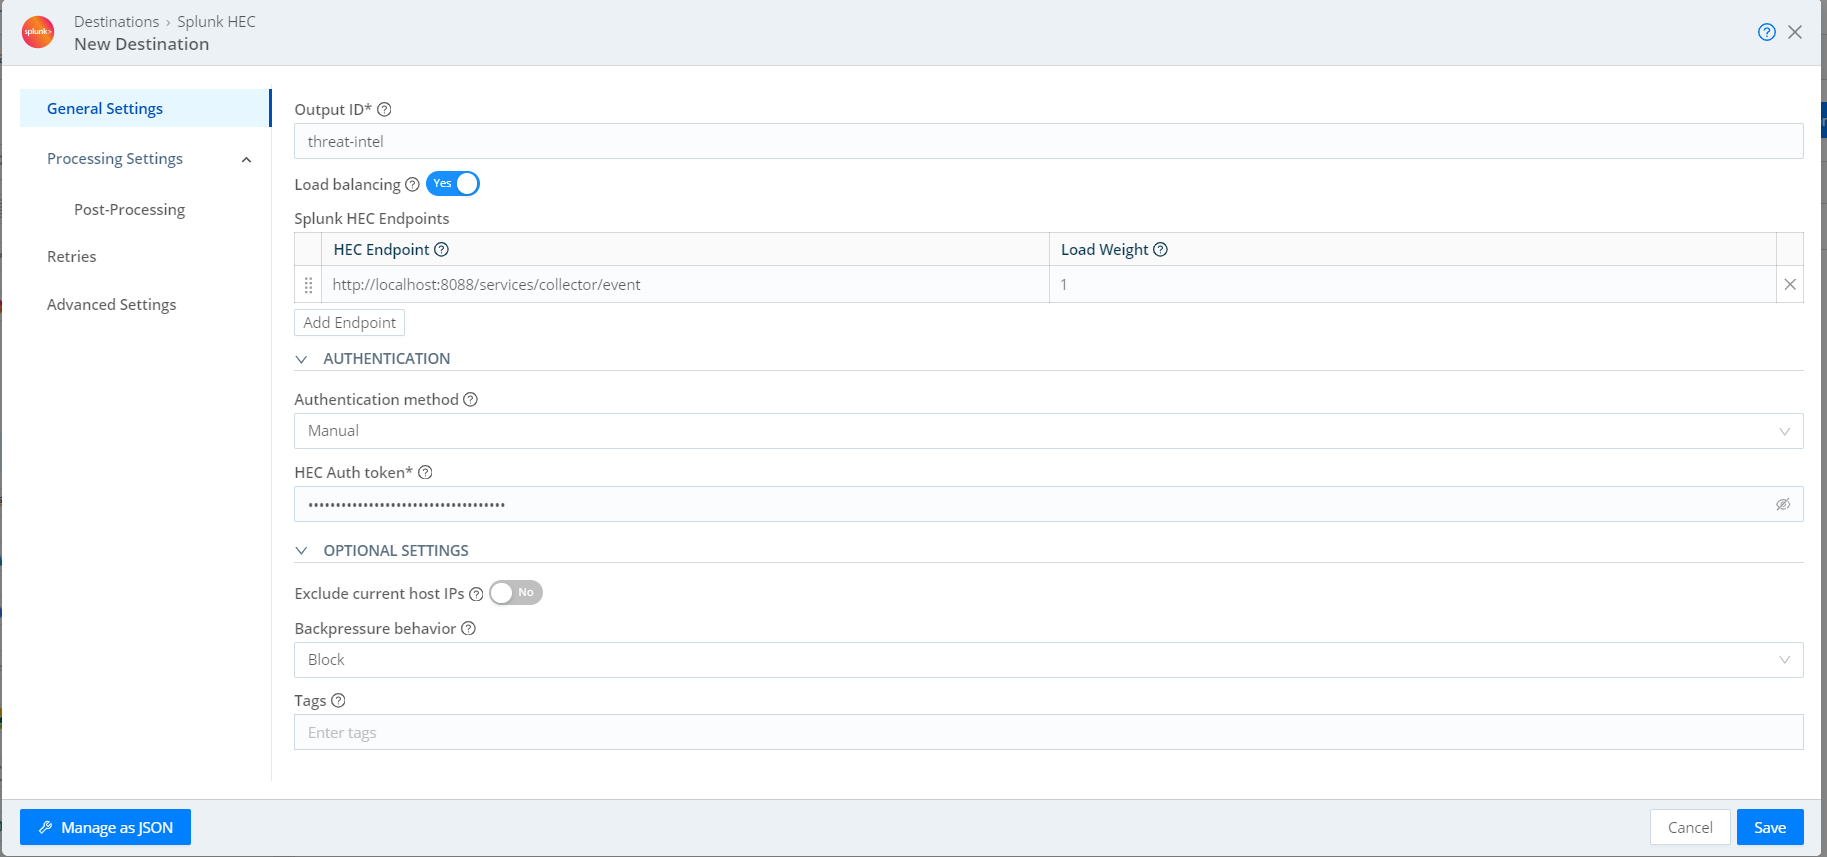 splunk>
Destinations › Splunk HEC
New Destination
General Settings
Processing Settings
Post-Processing
Retries
Advanced Settings
Output ID*
threat-intel
Load balancing Yes
Splunk HEC Endpoints
HEC Endpoint Load Weight
http://localhost:8088/services/collector/event 1
Add Endpoint
AUTHENTICATION
Authentication method
Manual
HEC Auth token*
••••••••••••••••••••••••••••••••••••
OPTIONAL SETTINGS
Exclude current host IPs No
Backpressure behavior
Block
Tags
Enter tags
Manage as JSON
Cancel Save